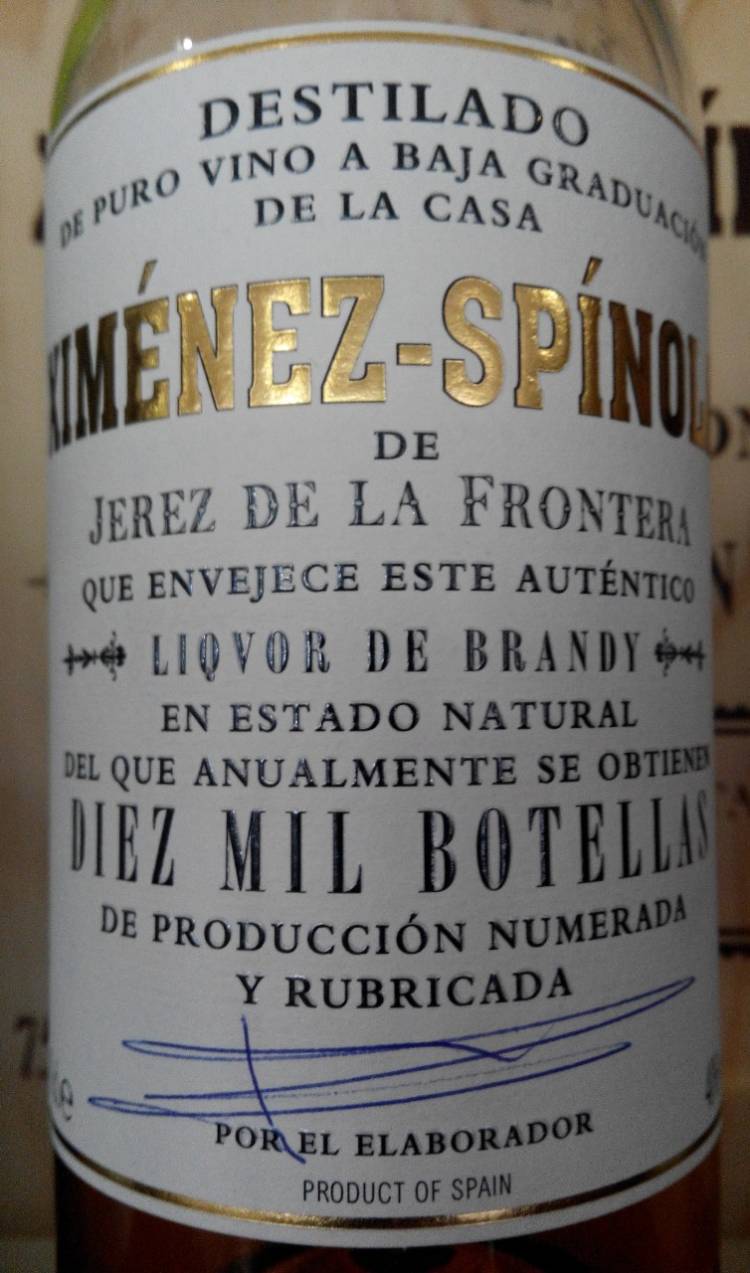 DESTILADO
DE PURO VINO A BAJA GRADUACIÓN
DE LA CASA
XIMÉNEZ-SPÍNOL
DE
JEREZ DE LA FRONTERA
QUE ENVEJECE ESTE AUTÉNTICO
LIQVOR DE BRANDY
EN ESTADO NATURAL
DEL QUE ANUALMENTE SE OBTIENEN
DIEZ MIL BOTELLAS
DE PRODUCCIÓN NUMERADA
Y RUBRICADA
POR EL ELABORADOR
PRODUCT OF SPAIN